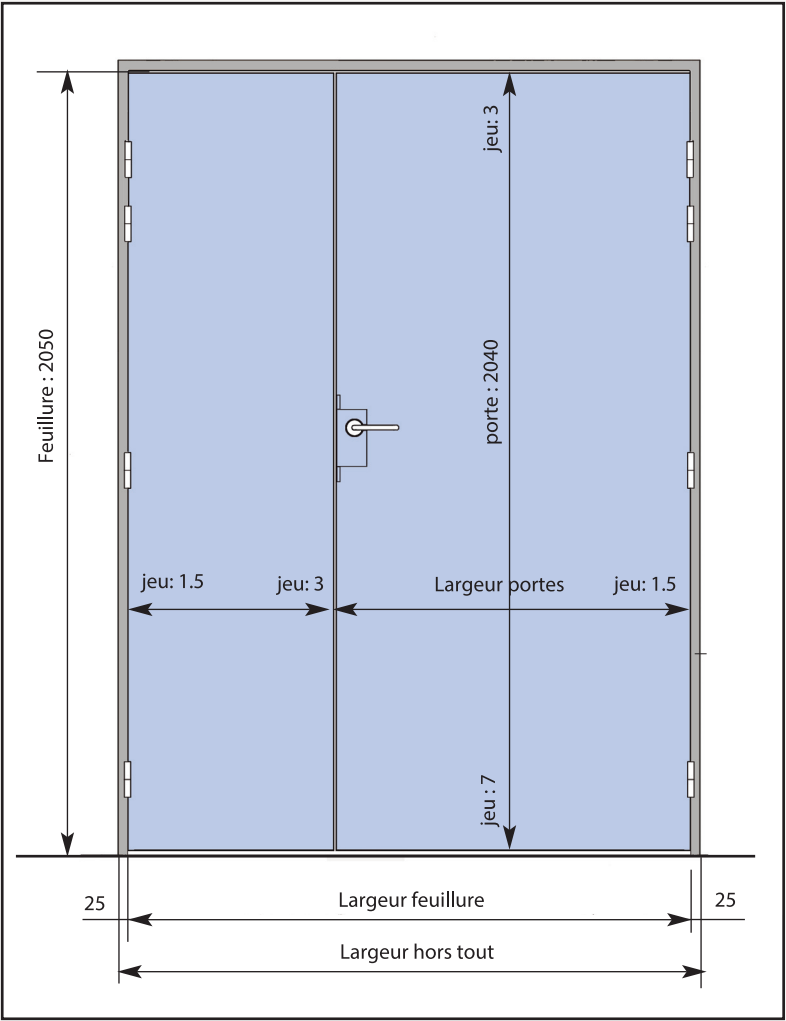 jeu: 3
Feuillure : 2050
porte : 2040
jeu: 1.5
jeu: 3
Largeur portes
jeu: 1.5
jeu : 7
25
Largeur feuillure
25
Largeur hors tout